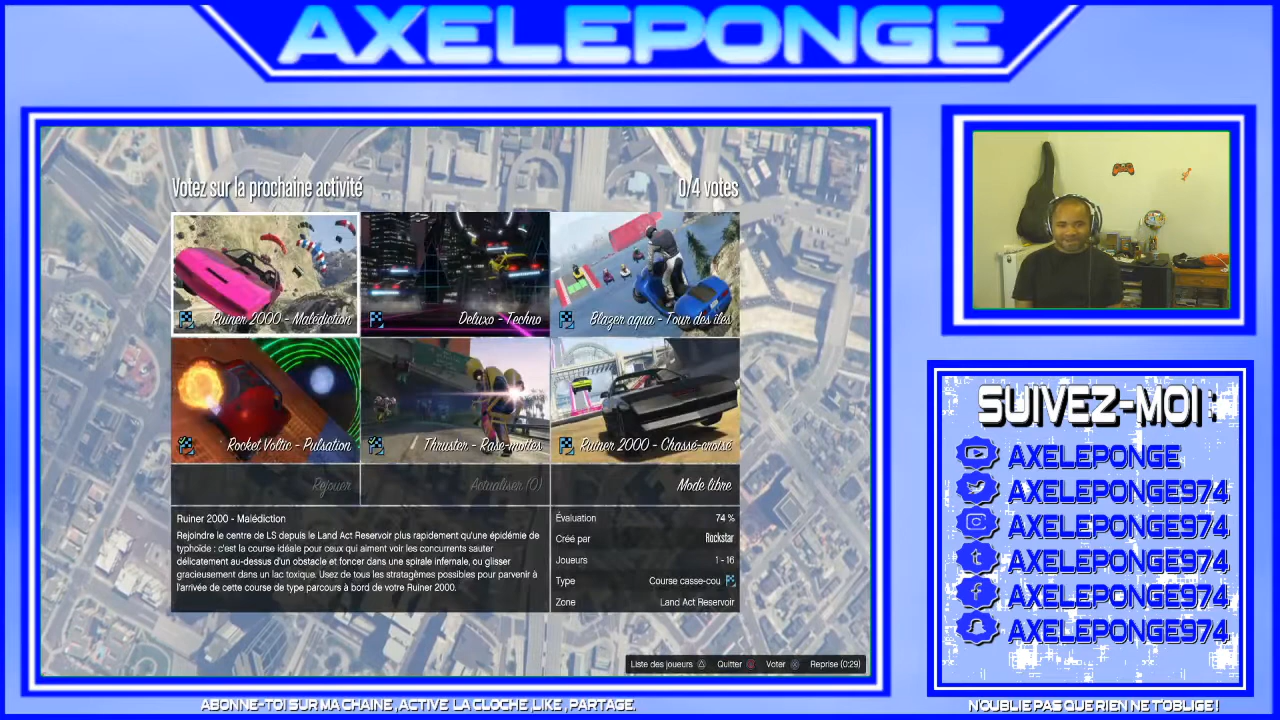 AXELEPONGE
Votez sur la prochaine activité
0/4 votes
Ruiner 2000 - Malédiction
Deluxo - Techno
Blazer aqua - Tour des îles
Rocket Voltic - Pulsation
Thruster - Rase-mottes
Ruiner 2000 - Chassé-croisé
Rejouer
Actualiser (0)
Mode libre
Ruiner 2000 - Malédiction
Rejoindre le centre de LS depuis le Land Act Reservoir plus rapidement qu'une épidémie de
typhoïde : c'est la course idéale pour ceux qui aiment voir les concurrents sauter
délicatement au-dessus d'un obstacle et foncer dans une spirale infernale, ou glisser
gracieusement dans un lac toxique. Usez de tous les stratagèmes possibles pour parvenir à
l'arrivée de cette course de type parcours à bord de votre Ruiner 2000.
Évaluation 74 %
Créé par Rockstar
Joueurs 1 - 16
Type Course casse-cou
Zone Land Act Reservoir
Liste des joueurs Quitter Voter Reprise (0:29)
SUIVEZ-MOI :
AXELEPONGE
AXELEPONGE974
AXELEPONGE974
AXELEPONGE974
AXELEPONGE974
AXELEPONGE974
ABONNE-TOI SUR MA CHAINE, ACTIVE LA CLOCHE, LIKE, PARTAGE.
N'OUBLIE PAS QUE RIEN NE T'OBLIGE !